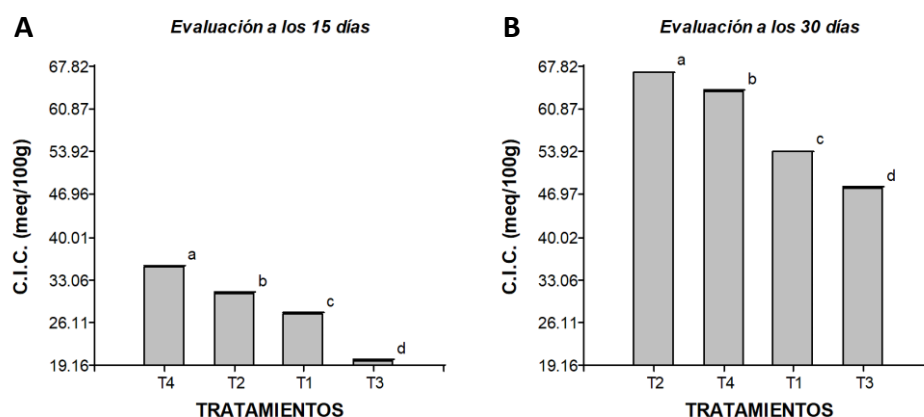 A
Evaluación a los 15 días
67.82
60.87
53.92
46.96
40.01
33.06
26.11
19.16
C.I.C. (meq/100g)
a
b
c
d
T4 T2 T1 T3
TRATAMIENTOS
B
Evaluación a los 30 días
67.82
60.87
53.92
46.97
40.02
33.06
26.11
19.16
C.I.C. (meq/100g)
a
b
c
d
T2 T4 T1 T3
TRATAMIENTOS